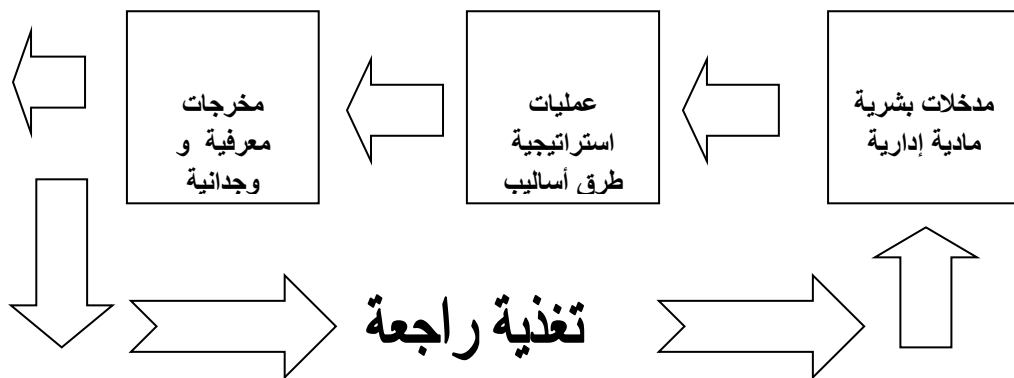 مدخلات بشرية
مادية إدارية
عمليات
استراتيجية
طرق أساليب
مخرجات
معرفية و
وجدانية
تغذية راجعة